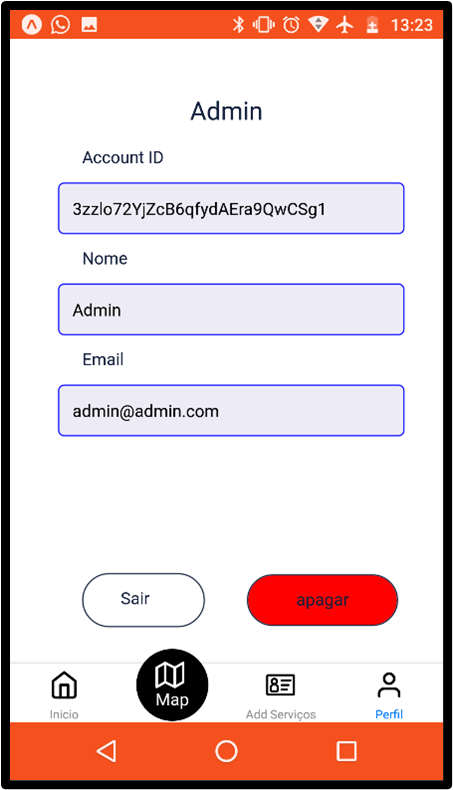 13:23
Admin
Account ID
3zzlo72YjZcB6qfydAEra9QwCSg1
Nome
Admin
Email
admin@admin.com
Sair
apagar
Inicio
Map
Add Serviços
Perfil